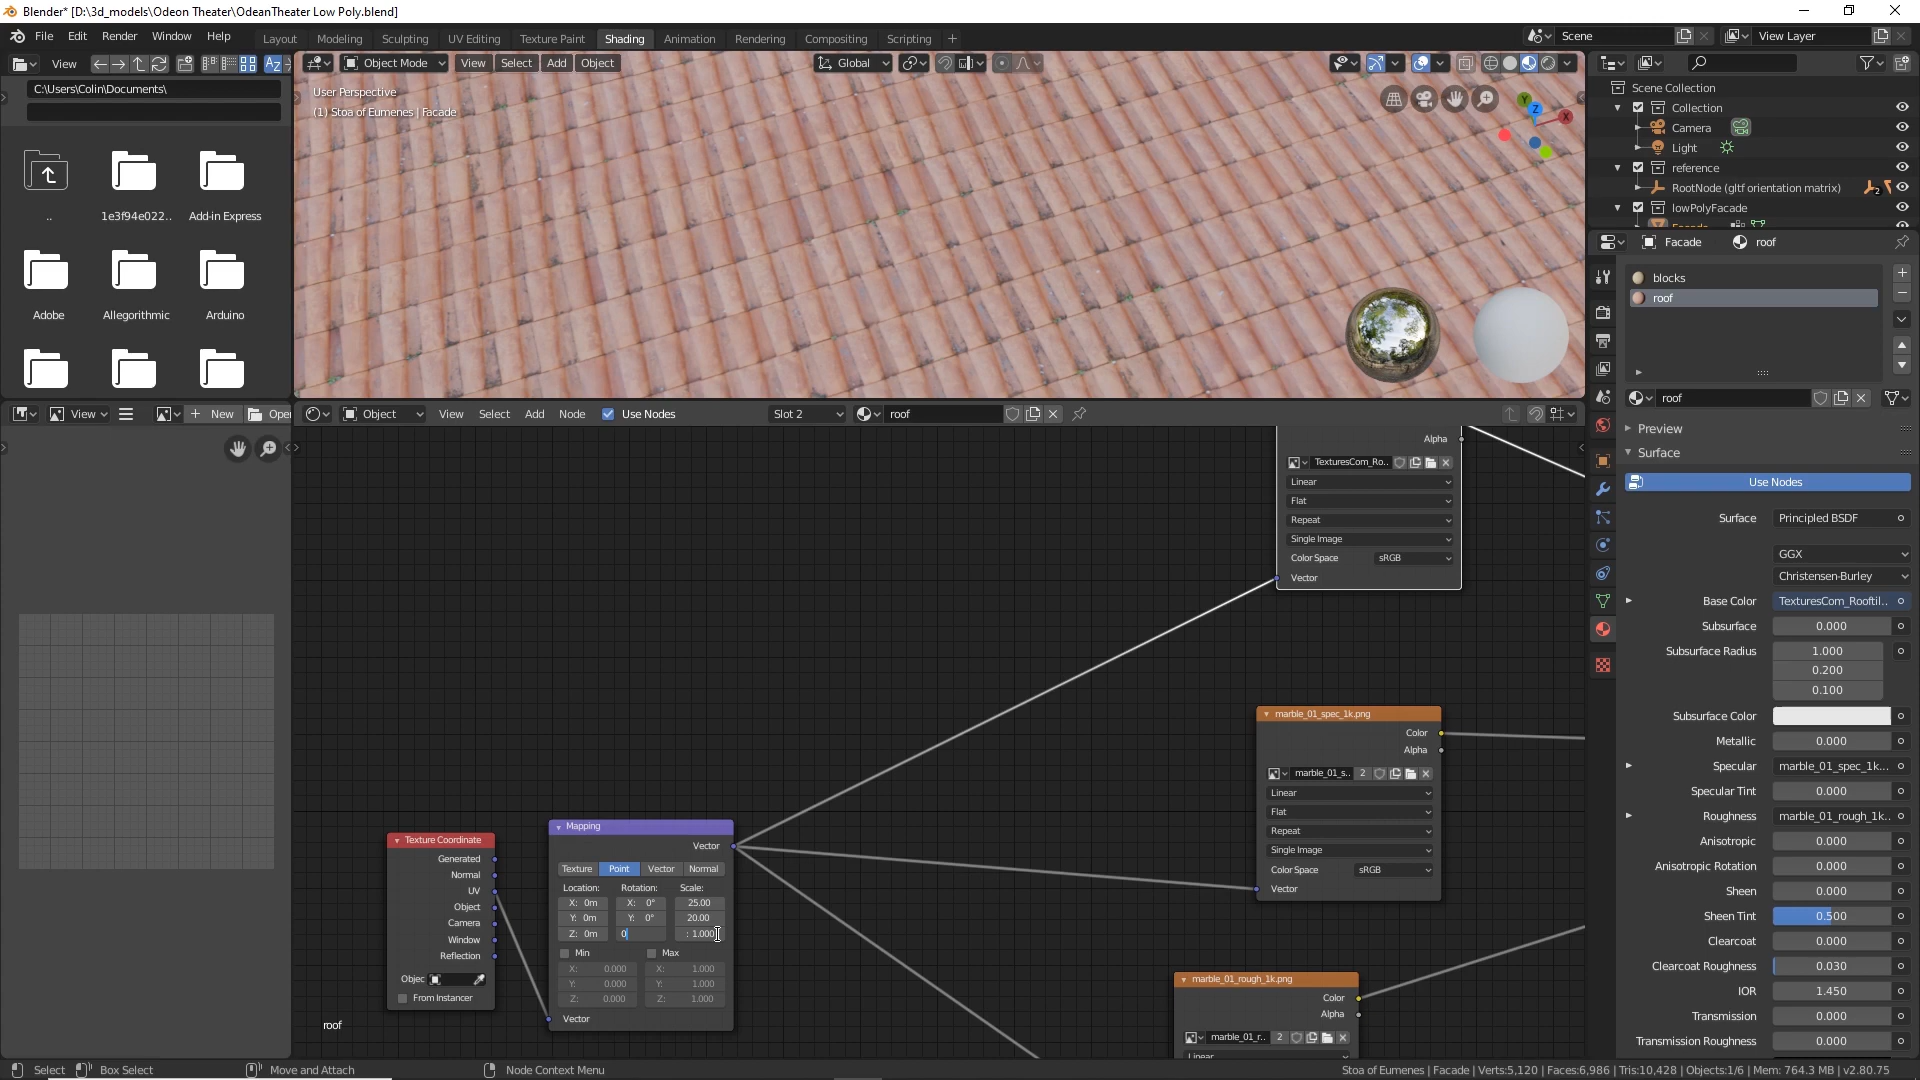 Blender* [D:\3d_models\Odeon Theater\OdeanTheater Low Poly.blend]
File Edit Render Window Help Layout Modeling Sculpting UV Editing Texture Paint Shading Animation Rendering Compositing Scripting + Scene View Layer
View
C:\Users\Colin\Documents\
..
1e3f94e022..
Add-in Express
Adobe
Allegorithmic
Arduino
Object Mode View Select Add Object Global
User Perspective
(1) Stoa of Eumenes | Facade
Y
Z
X
Scene Collection
Collection
Camera
Light
reference
RootNode (gltf orientation matrix)
2
lowPolyFacade
Facade roof
blocks
roof
roof
Preview
Surface
Use Nodes
Surface Principled BSDF
GGX
Christensen-Burley
Base Color TexturesCom_Rooftil..
Subsurface 0.000
Subsurface Radius 1.000
0.200
0.100
Subsurface Color
Metallic 0.000
Specular marble_01_spec_1k...
Specular Tint 0.000
Roughness marble_01_rough_1k..
Anisotropic 0.000
Anisotropic Rotation 0.000
Sheen 0.000
Sheen Tint 0.500
Clearcoat 0.000
Clearcoat Roughness 0.030
IOR 1.450
Transmission 0.000
Transmission Roughness 0.000
View + New Open
Object View Select Add Node Use Nodes Slot 2 roof
Alpha
TexturesCom_Ro..
Linear
Flat
Repeat
Single Image
Color Space sRGB
Vector
marble_01_spec_1k.png
Color
Alpha
marble_01_s.. 2
Linear
Flat
Repeat
Single Image
Color Space sRGB
Vector
marble_01_rough_1k.png
Color
Alpha
marble_01_r.. 2
Linear
Texture Coordinate
Generated
Normal
UV
Object
Camera
Window
Reflection
Objec
From Instancer
Mapping
Vector
Texture Point Vector Normal
Location: Rotation: Scale:
X: 0m X: 0° 25.00
Y: 0m Y: 0° 20.00
Z: 0m 0 : 1.000
Min Max
X: 0.000 X: 1.000
Y: 0.000 Y: 1.000
Z: 0.000 Z: 1.000
Vector
roof
Select Box Select Move and Attach Node Context Menu Stoa of Eumenes | Facade | Verts:5,120 | Faces:6,986 | Tris:10,428 | Objects:1/6 | Mem: 764.3 MB | v2.80.75